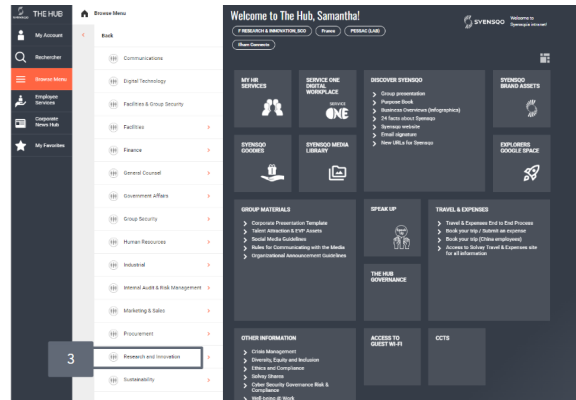 THE HUB
My Account
Rechercher
Browse Menu
Employee
Services
Corporate
News Hub
My Favorites
Browse Menu
Back
Communications
Digital Technology
Facilities & Group Security
Facilities
Finance
General Counsel
Government Affairs
Group Security
Human Resources
Industrial
Internal Audit & Risk Management
Marketing & Sales
Procurement
3
Research and Innovation
Sustainability
Welcome to The Hub, Samantha!
F RESEARCH & INNOVATION_SCO
France
PESSAC (LAB)
Share Connects
SYENSQO
Welcome to
Syensqo intranet!
MY HR
SERVICES
SERVICE ONE
DIGITAL
WORKPLACE
SERVICE
ONE
DISCOVER SYENSQO
Group presentation
Purpose Book
Business Overviews (Infographics)
24 facts about Syensqo
Syensqo website
Email signature
New URLs for Syensqo
SYENSQO
BRAND ASSETS
SYENSQO
GOODIES
SYENSQO MEDIA
LIBRARY
EXPLORERS
GOOGLE SPACE
GROUP MATERIALS
Corporate Presentation Template
Talent Attraction & EVP Assets
Social Media Guidelines
Rules for Communicating with the Media
Organizational Announcement Guidelines
SPEAK UP
TRAVEL & EXPENSES
Travel & Expenses End to End Process
Book your trip / Submit an expense
Book your trip (China employees)
Access to Solvay Travel & Expenses site
for all information
THE HUB
GOVERNANCE
OTHER INFORMATION
Crisis Management
Diversity, Equity and Inclusion
Ethics and Compliance
Solvay Shares
Cyber Security Governance Risk &
Compliance
Well-being at Work
ACCESS TO
GUEST WI-FI
CCTS